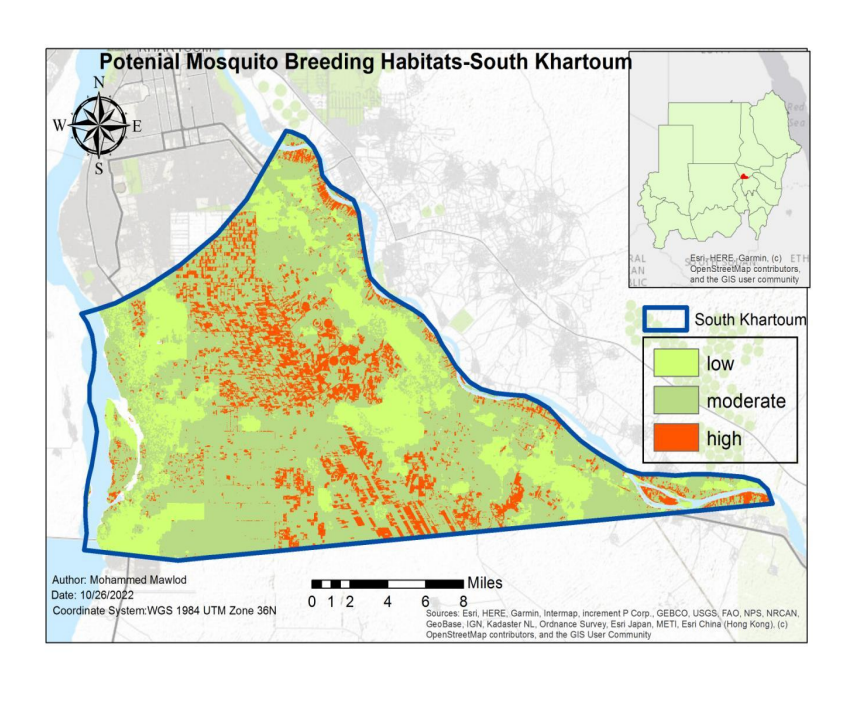 Potenial Mosquito Breeding Habitats-South Khartoum
N
W
E
S
Red
Sea
Esri, HERE, Garmin, (c)
OpenStreetMap contributors,
and the GIS user community
South Khartoum
low
moderate
high
Author: Mohammed Mawlod
Date: 10/26/2022
Coordinate System:WGS 1984 UTM Zone 36N
Miles
0 1 2 4 6 8
Sources: Esri, HERE, Garmin, Intermap, increment P Corp., GEBCO, USGS, FAO, NPS, NRCAN,
GeoBase, IGN, Kadaster NL, Ordnance Survey, Esri Japan, METI, Esri China (Hong Kong), (c)
OpenStreetMap contributors, and the GIS User Community